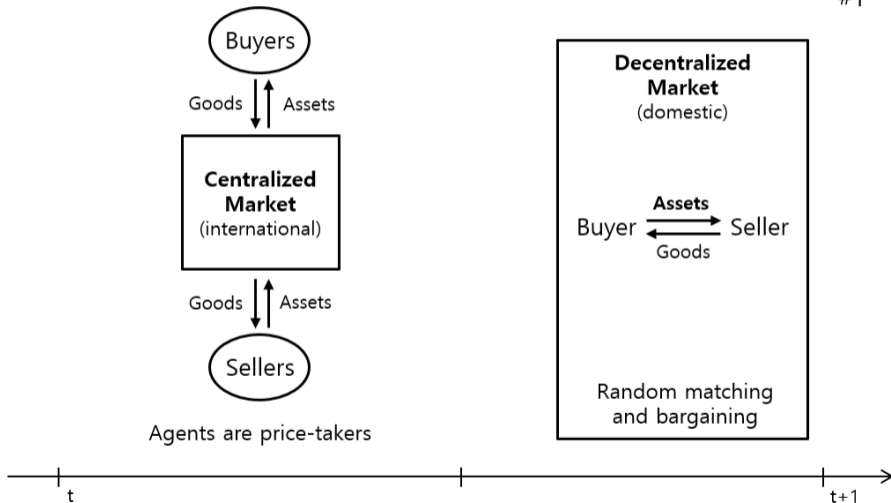 #1
Buyers
Goods Assets
Centralized
Market
(international)
Goods Assets
Sellers
Agents are price-takers
Decentralized
Market
(domestic)
Assets
Buyer Seller
Goods
Random matching
and bargaining
t t+1